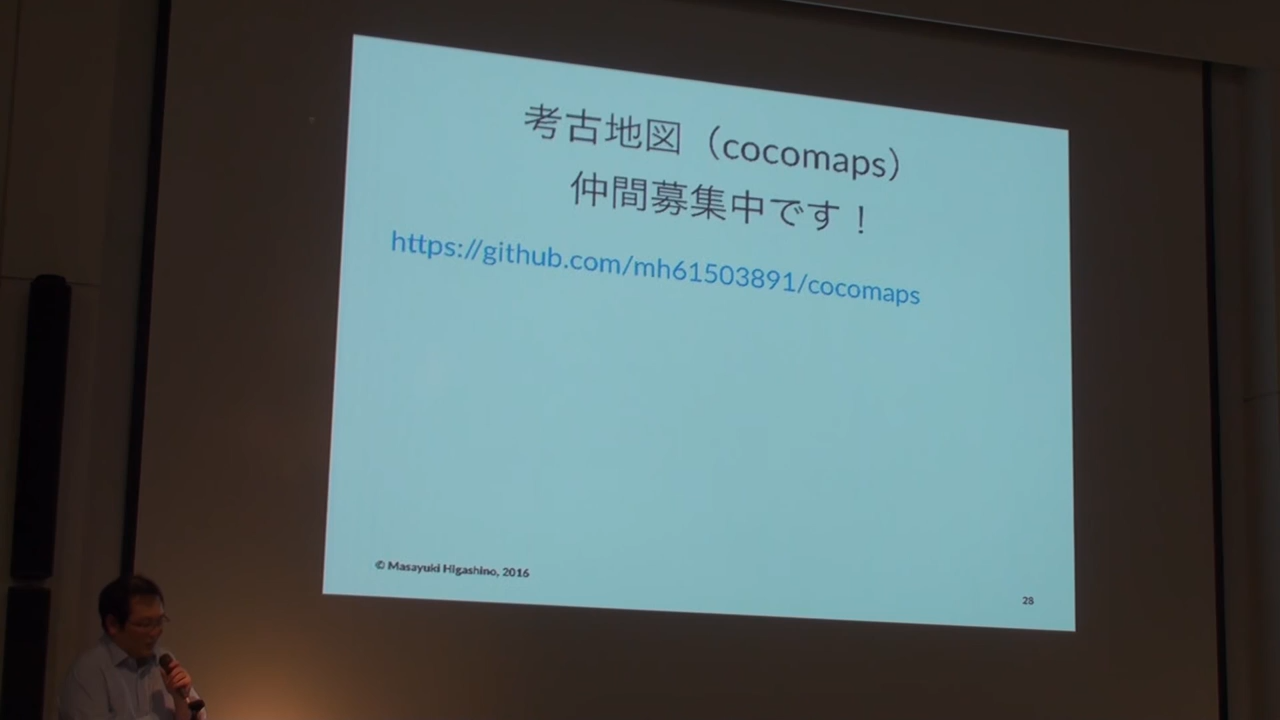 考古地図（cocomaps）
仲間募集中です！
https://github.com/mh61503891/cocomaps
© Masayuki Higashino, 2016
28